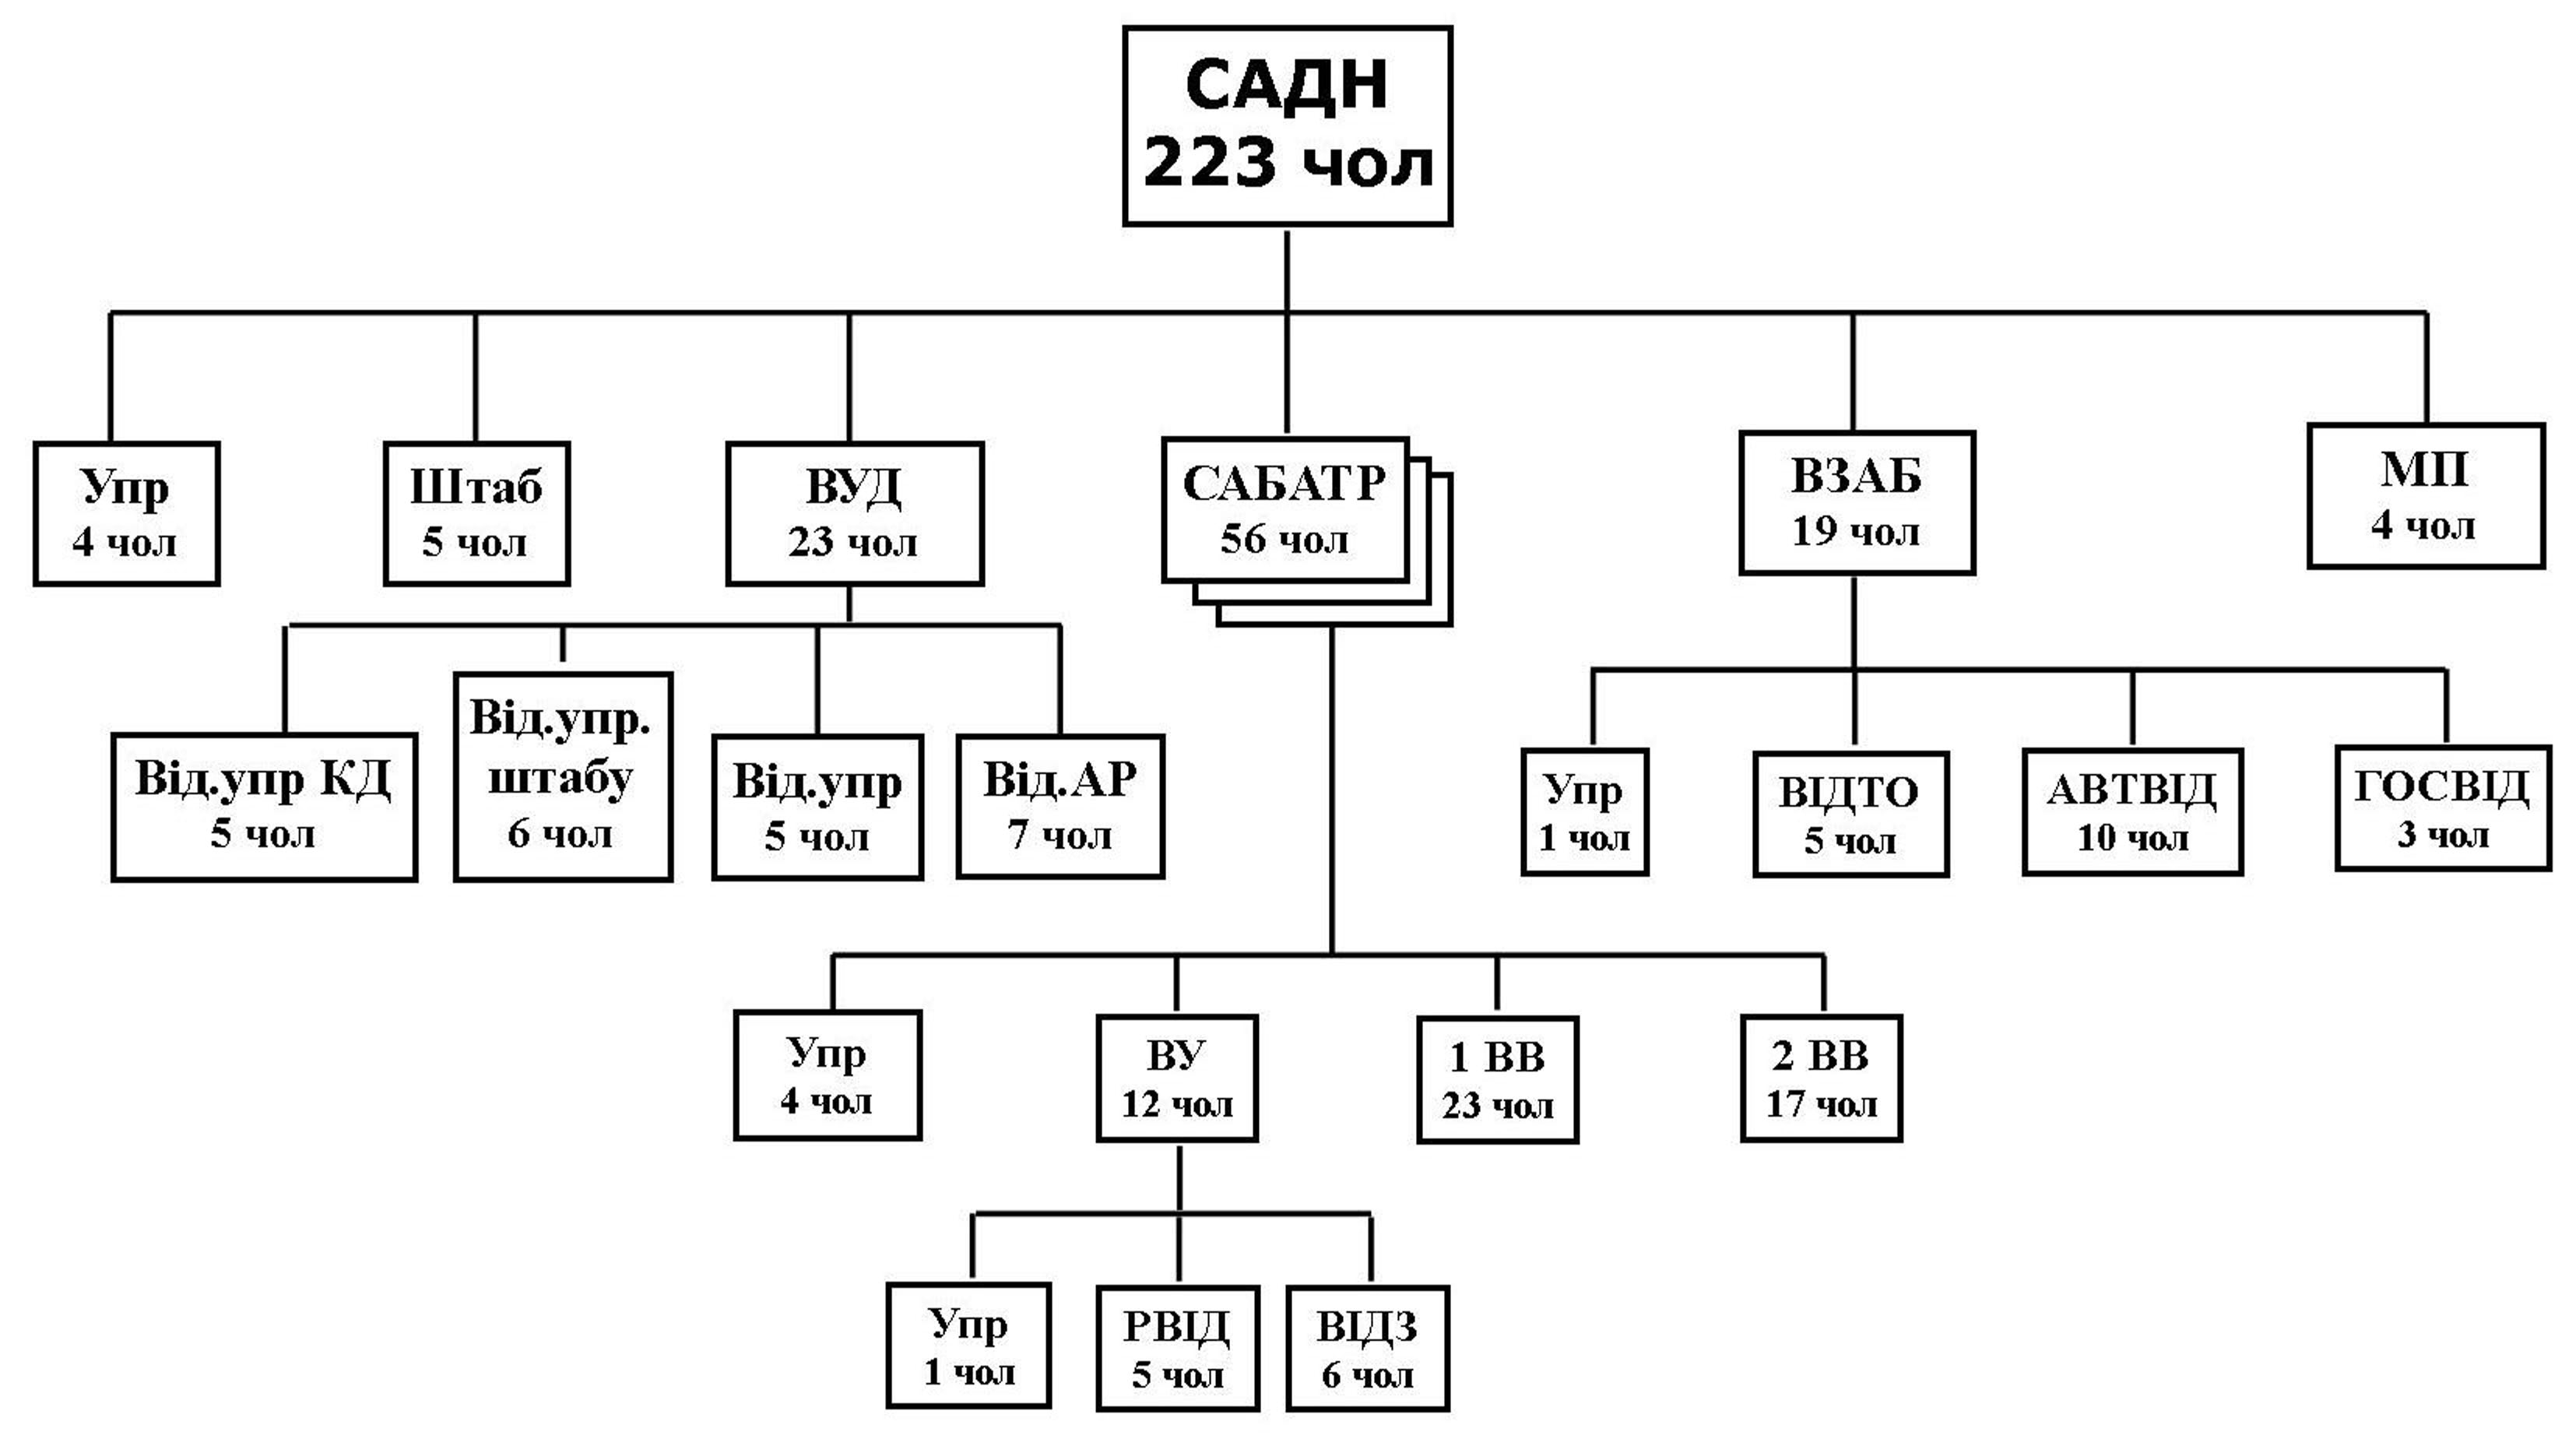 САДН
223 чол
Упр
4 чол
Штаб
5 чол
ВУД
23 чол
САБАТР
56 чол
ВЗАБ
19 чол
МП
4 чол
Від.упр КД
5 чол
Від.упр.
штабу
6 чол
Від.упр
5 чол
Від.АР
7 чол
Упр
1 чол
ВІДТО
5 чол
АВТВІД
10 чол
ГОСВІД
3 чол
Упр
4 чол
ВУ
12 чол
1 ВВ
23 чол
2 ВВ
17 чол
Упр
1 чол
РВІД
5 чол
ВІДЗ
6 чол